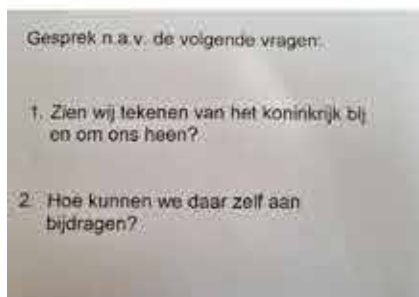 Gesprek n.a.v. de volgende vragen:
1. Zien wij tekenen van het koninkrijk bij
en om ons heen?
2. Hoe kunnen we daar zelf aan
bijdragen?